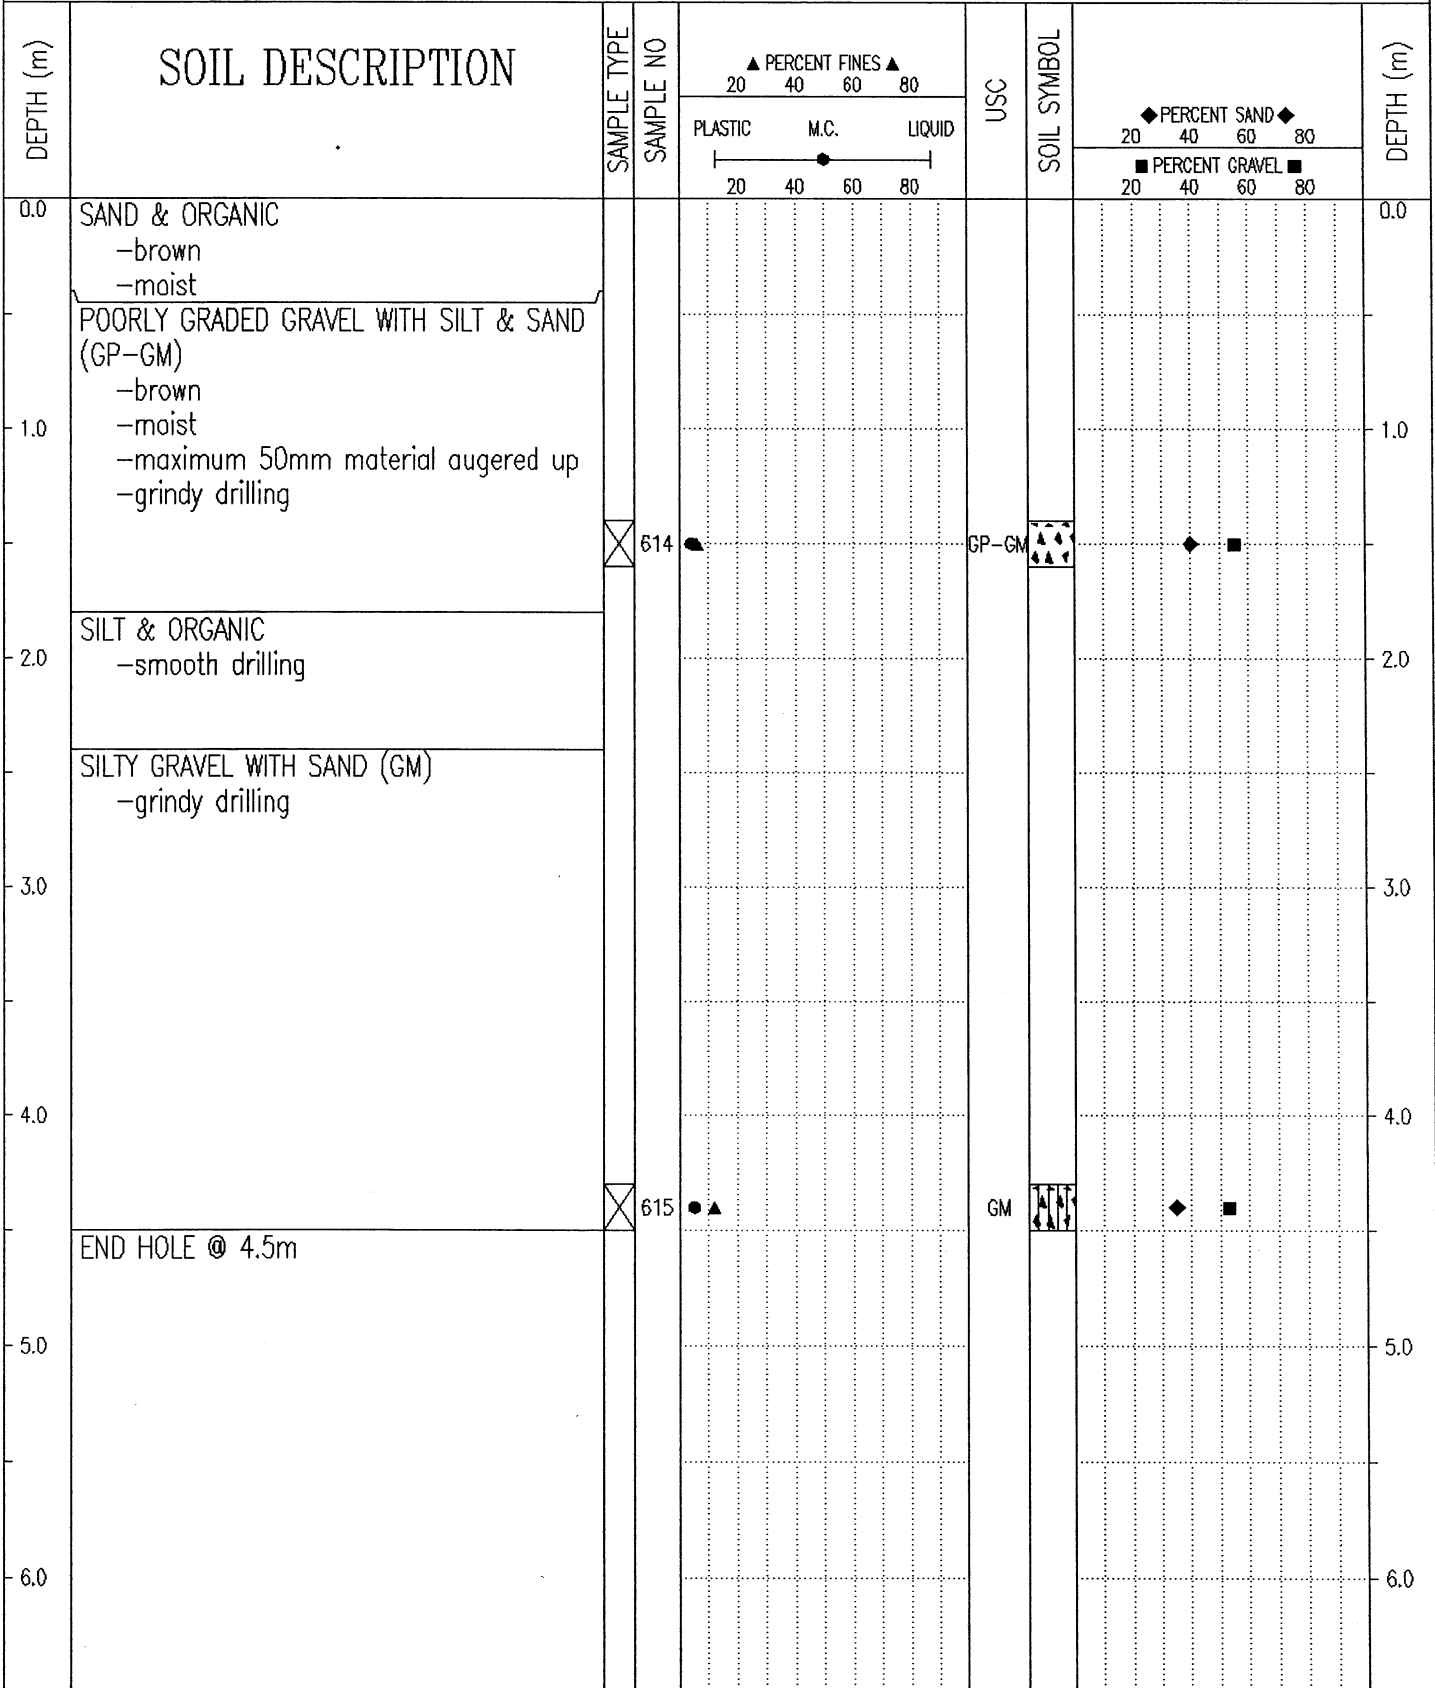 DEPTH (m)
SOIL DESCRIPTION
SAMPLE TYPE
SAMPLE NO
▲ PERCENT FINES ▲
20 40 60 80
PLASTIC M.C. LIQUID
20 40 60 80
USC
SOIL SYMBOL
◆PERCENT SAND◆
20 40 60 80
■ PERCENT GRAVEL ■
20 40 60 80
DEPTH (m)
0.0 SAND & ORGANIC 0.0
-brown
-moist
POORLY GRADED GRAVEL WITH SILT & SAND
(GP-GM)
-brown
1.0 -moist 1.0
-maximum 50mm material augered up
-grindy drilling
614 GP-GM
SILT & ORGANIC
2.0 -smooth drilling 2.0
SILTY GRAVEL WITH SAND (GM)
-grindy drilling
3.0 3.0
4.0 4.0
615 GM
END HOLE @ 4.5m
5.0 5.0
6.0 6.0